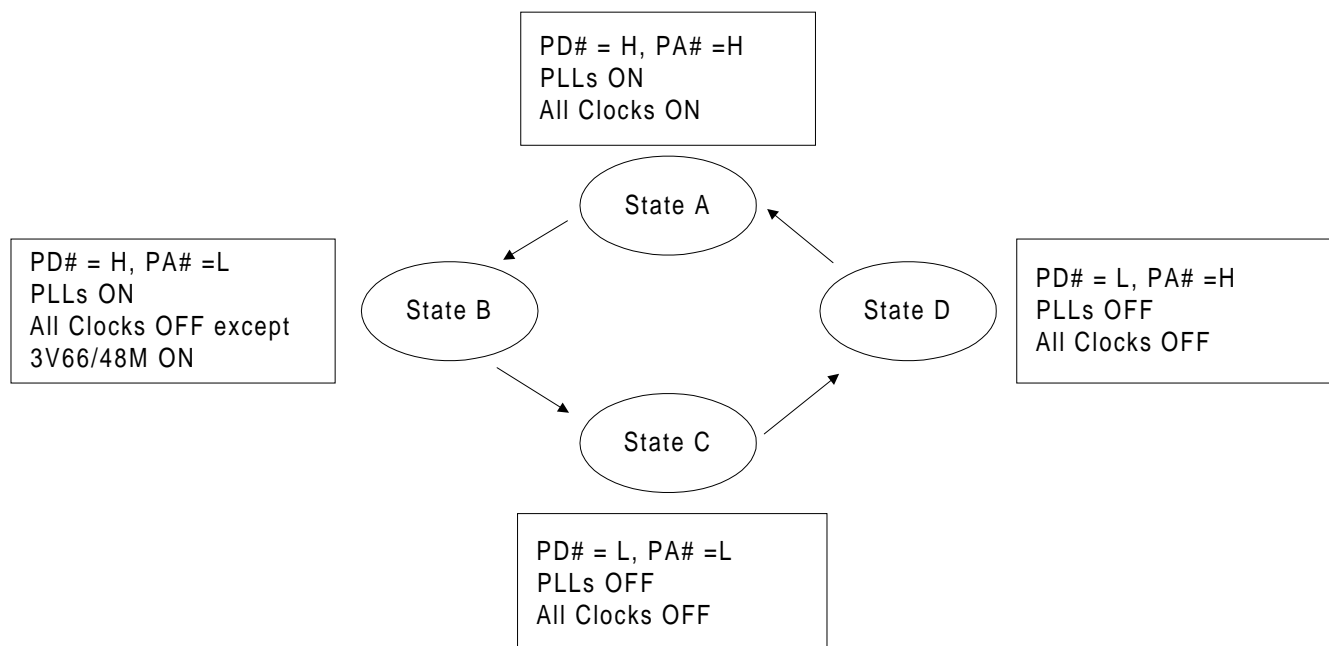 PD# = H, PA# =H
PLLs ON
All Clocks ON
State A
PD# = H, PA# =L
PLLs ON
All Clocks OFF except
3V66/48M ON
State B
State D
PD# = L, PA# =H
PLLs OFF
All Clocks OFF
State C
PD# = L, PA# =L
PLLs OFF
All Clocks OFF